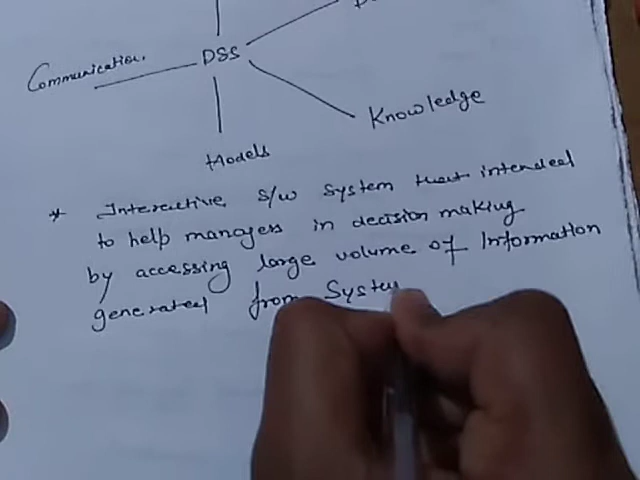 Communication.
DSS
Knowledge
Models
* Interective s/w system that intended
to help managers in decision making
by accessing large volume of Information
generated from Syste